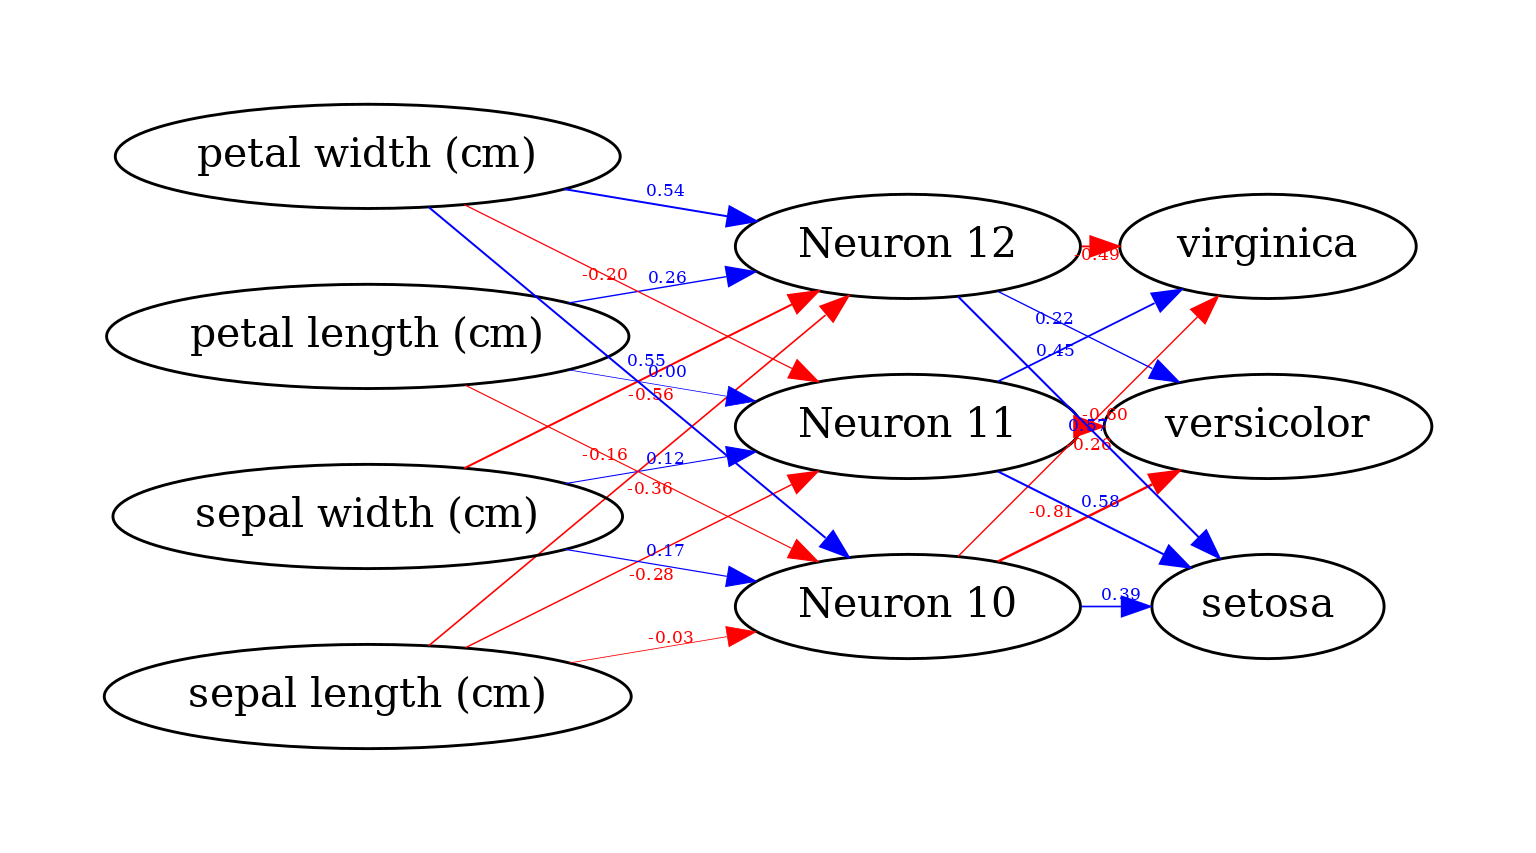 petal width (cm)
petal length (cm)
sepal width (cm)
sepal length (cm)
0.54
-0.20
0.26
0.55
0.00
-0.56
-0.16
0.12
-0.36
0.17
-0.28
-0.03
Neuron 12
Neuron 11
Neuron 10
-0.49
0.22
0.45
-0.60
-0.26
0.58
-0.81
0.39
virginica
versicolor
setosa